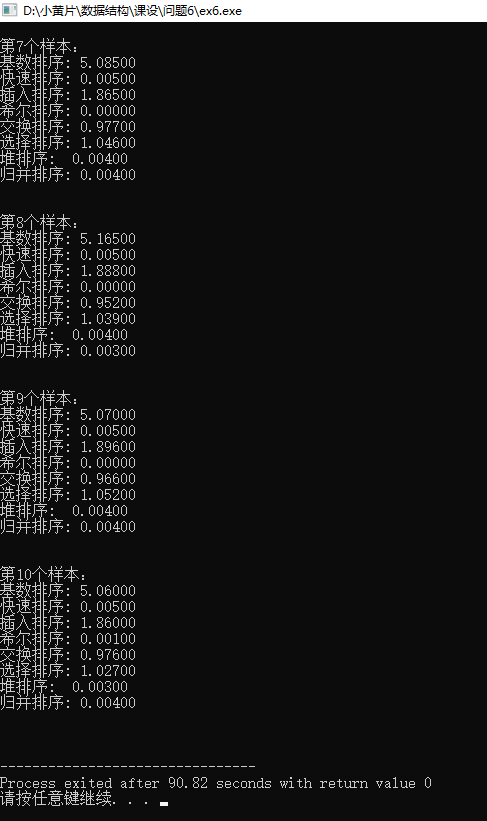 D:\小黄片\数据结构\课设\问题6\ex6.exe
第7个样本:
基数排序: 5.08500
快速排序: 0.00500
插入排序: 1.86500
希尔排序: 0.00000
交换排序: 0.97700
选择排序: 1.04600
堆排序:  0.00400
归并排序: 0.00400
第8个样本:
基数排序: 5.16500
快速排序: 0.00500
插入排序: 1.88800
希尔排序: 0.00000
交换排序: 0.95200
选择排序: 1.03900
堆排序:  0.00400
归并排序: 0.00300
第9个样本:
基数排序: 5.07000
快速排序: 0.00500
插入排序: 1.89600
希尔排序: 0.00000
交换排序: 0.96600
选择排序: 1.05200
堆排序:  0.00400
归并排序: 0.00400
第10个样本:
基数排序: 5.06000
快速排序: 0.00500
插入排序: 1.86000
希尔排序: 0.00100
交换排序: 0.97600
选择排序: 1.02700
堆排序:  0.00300
归并排序: 0.00400
--------------------------------
Process exited after 90.82 seconds with return value 0
请按任意键继续. . .